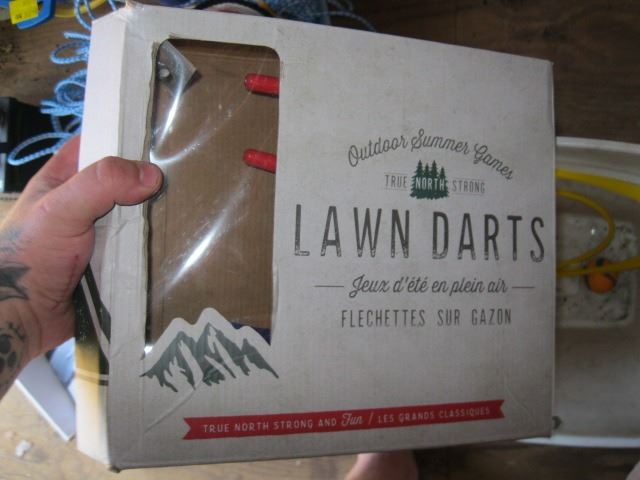 Outdoor Summer Games
TRUE NORTH STRONG
LAWN DARTS
Jeux d'été en plein air
FLECHETTES SUR GAZON
TRUE NORTH STRONG AND Fun / LES GRANDS CLASSIQUES